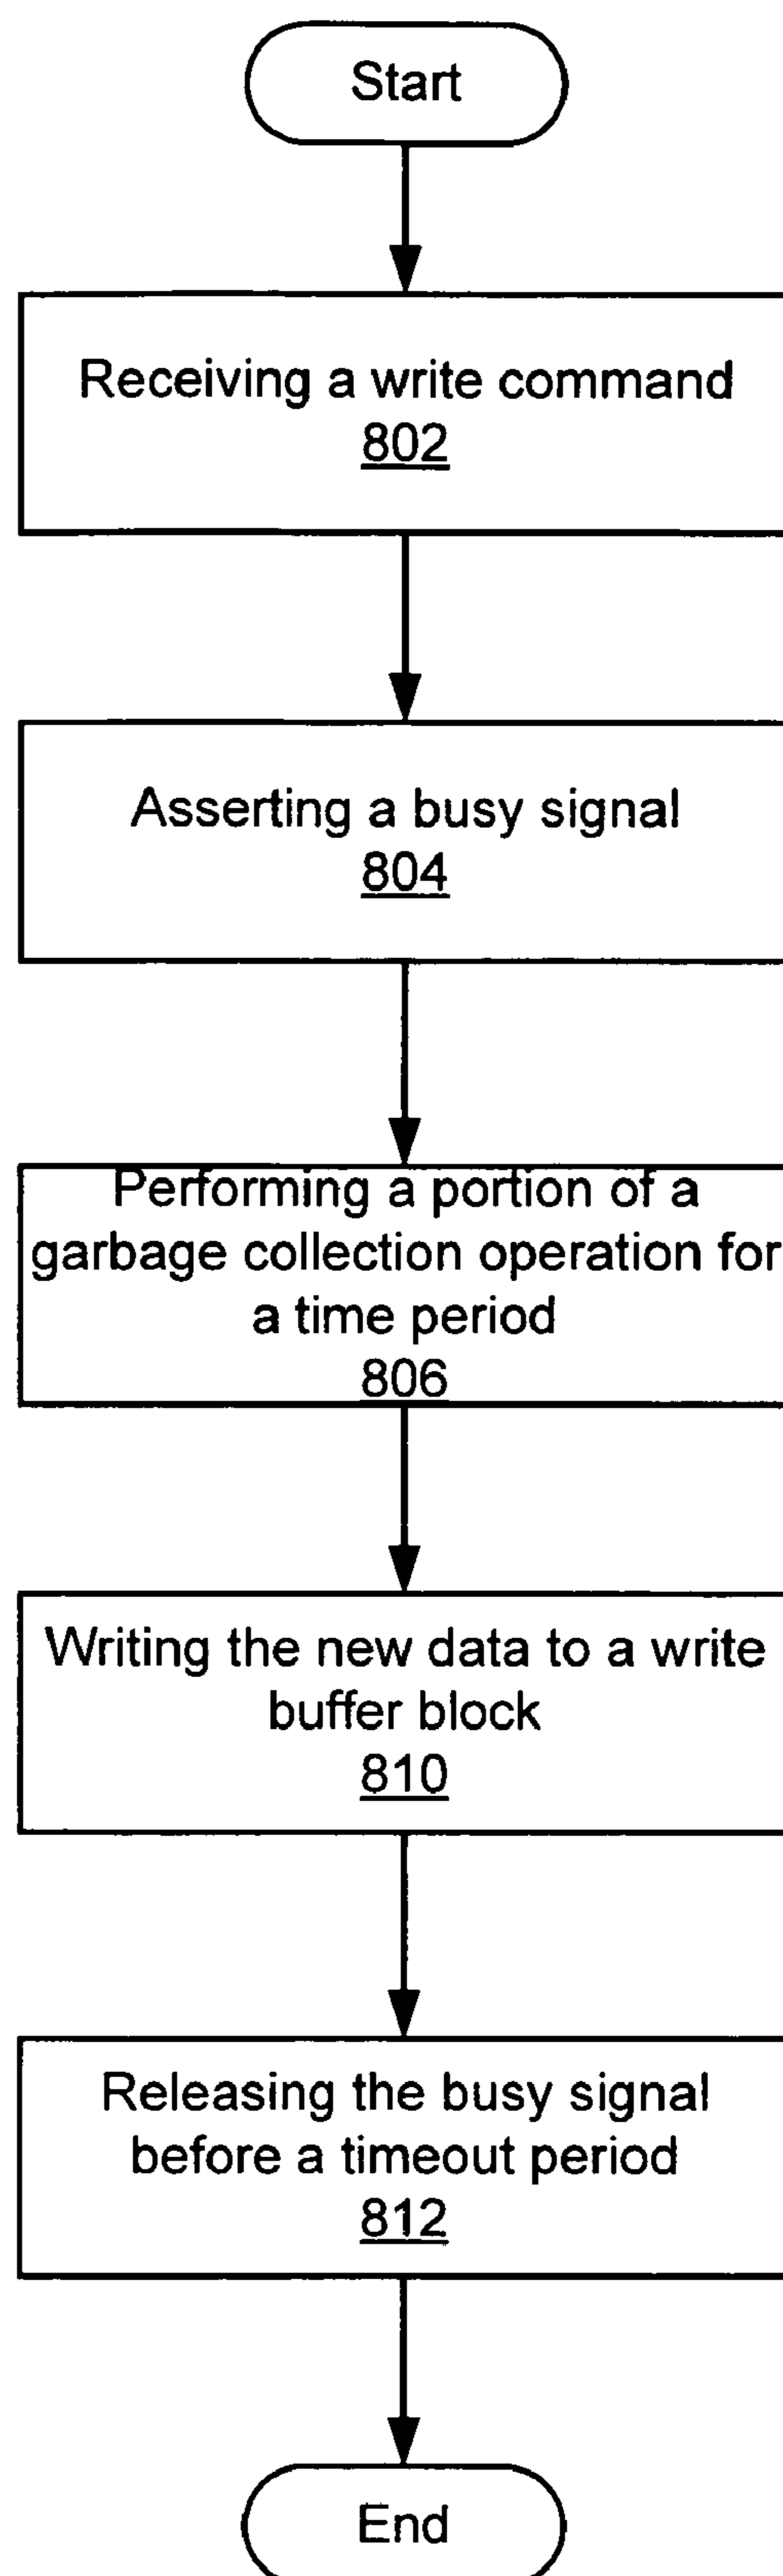 Start
Receiving a write command
802
Asserting a busy signal
804
Performing a portion of a
garbage collection operation for
a time period
806
Writing the new data to a write
buffer block
810
Releasing the busy signal
before a timeout period
812
End